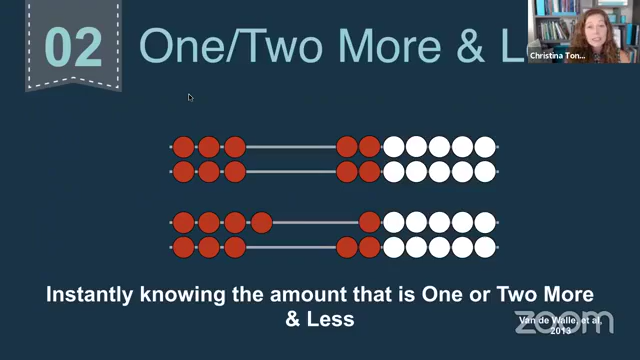 02
One/Two More & L
Christina Ton...
Instantly knowing the amount that is One or Two More
& Less
Van de Walle, et al,
2013
zoom